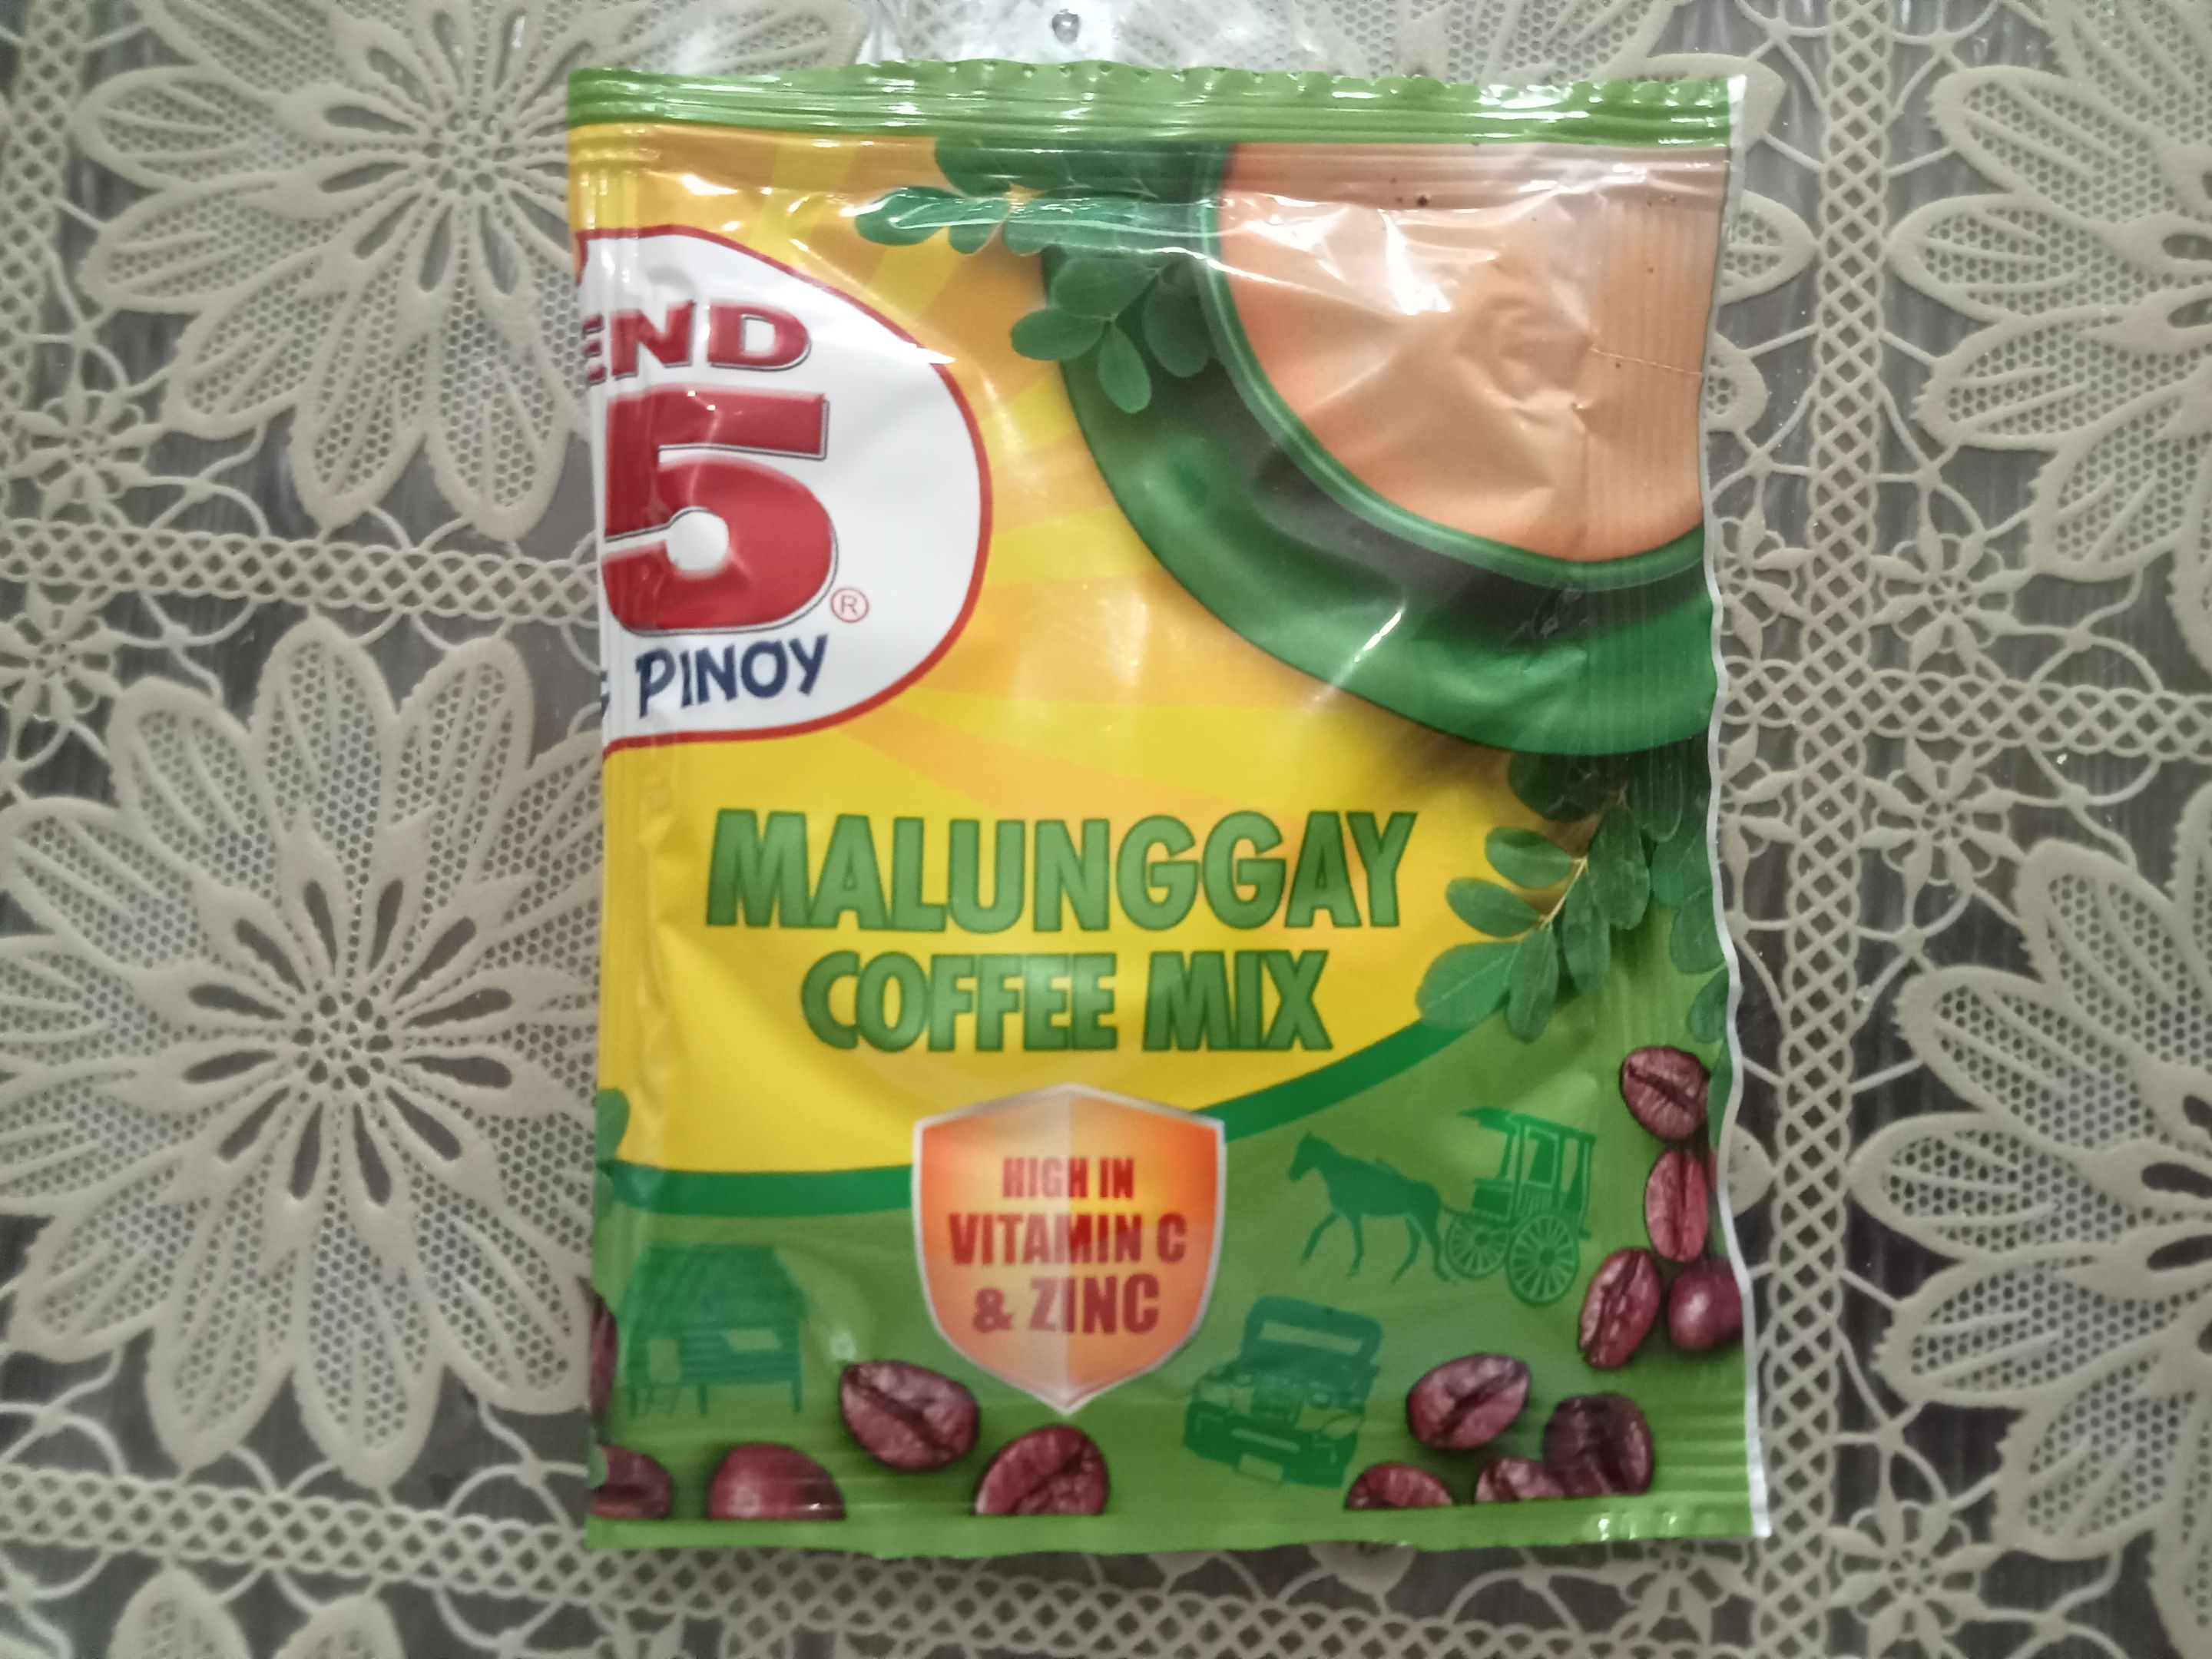 END
5®
PINOY
MALUNGGAY
COFFEE MIX
HIGH IN
VITAMIN C
& ZINC